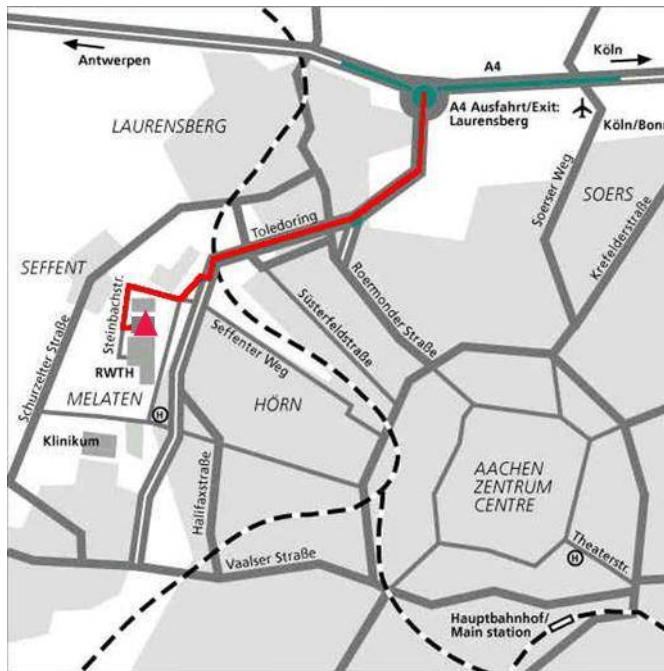 Antwerpen
Köln
A4
A4 Ausfahrt/Exit:
Laurensberg
Köln/Bonn
LAURENSBERG
Soerser Weg
SOERS
Krefelderstraße
Toledoring
SEFFENT
Steinbachstr.
Roermonder Straße
Süsterfeldstraße
Seffenter Weg
Schurzelter Straße
RWTH
MELATEN
H
HÖRN
Klinikum
AACHEN
ZENTRUM
CENTRE
Halifaxstraße
Vaalser Straße
H
Theaterstr.
Hauptbahnhof/
Main station